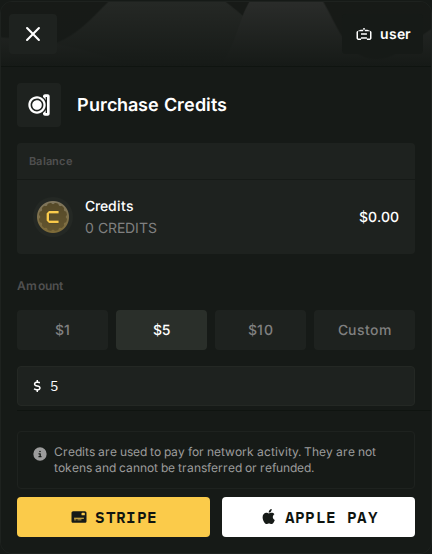 user
Purchase Credits
Balance
Credits
$0.00
0 CREDITS
Amount
$1
$5
$10
Custom
$ 5
Credits are used to pay for network activity. They are not
tokens and cannot be transferred or refunded.
STRIPE
APPLE PAY